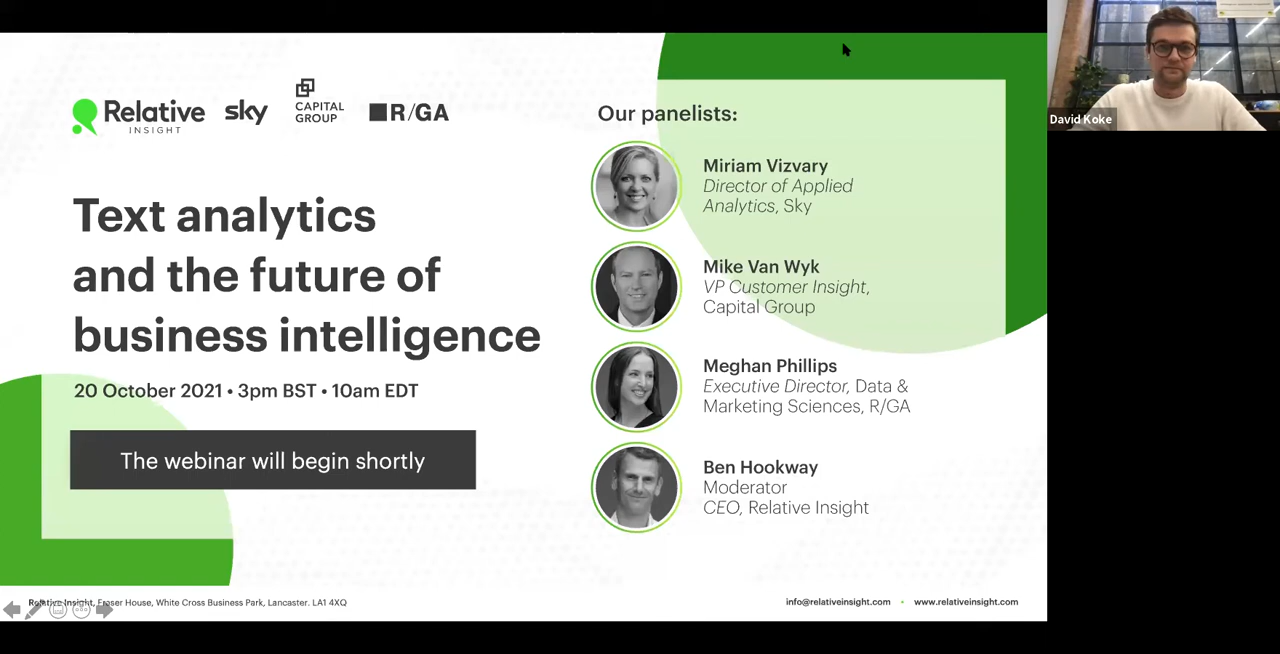 Relative
INSIGHT
sky
CAPITAL
GROUP
R/GA
Text analytics
and the future of
business intelligence
20 October 2021 • 3pm BST • 10am EDT
The webinar will begin shortly
Our panelists:
Miriam Vizvary
Director of Applied
Analytics, Sky
Mike Van Wyk
VP Customer Insight,
Capital Group
Meghan Phillips
Executive Director, Data &
Marketing Sciences, R/GA
Ben Hookway
Moderator
CEO, Relative Insight
Relative Insight, Fraser House, White Cross Business Park, Lancaster. LA1 4XQ
info@relativeinsight.com • www.relativeinsight.com
David Koke